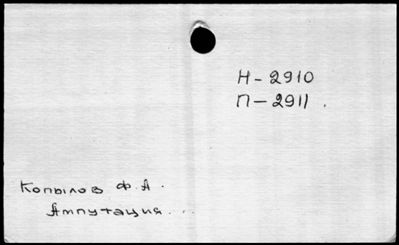 Н-2910
П-2911.
Копылов Ф.А.
Ампутация...